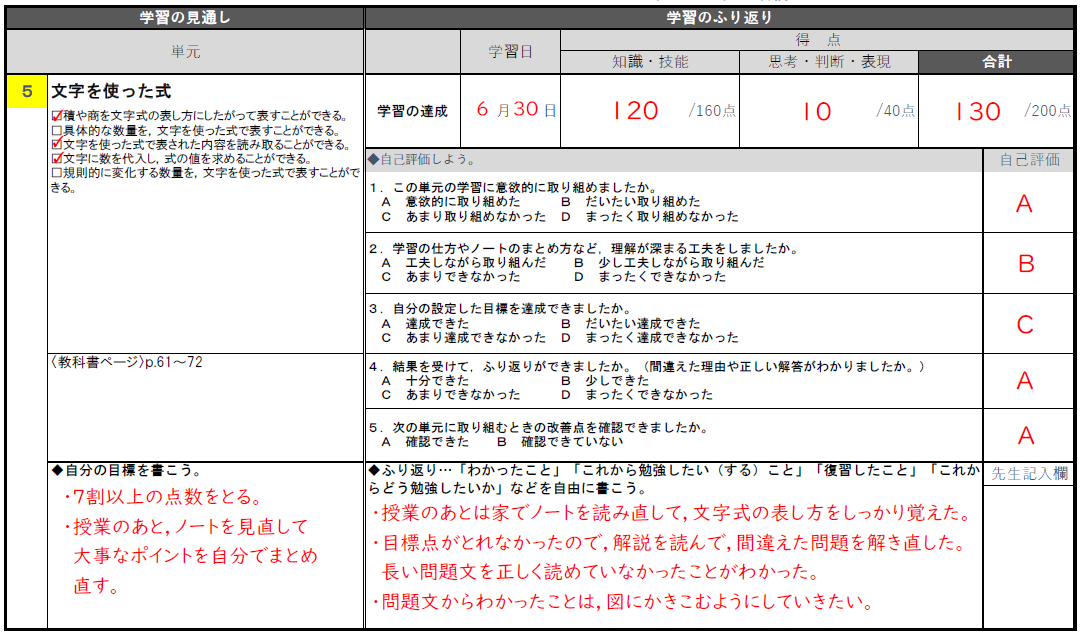 学習の見通し
学習のふり返り
単元
学習日
得 点
知識・技能
思考・判断・表現
合計
5
文字を使った式
☑積や商を文字式の表し方にしたがって表すことができる。
□具体的な数量を，文字を使った式で表すことができる。
☑文字を使った式で表された内容を読み取ることができる。
☑文字に数を代入し，式の値を求めることができる。
□規則的に変化する数量を，文字を使った式で表すことがで
きる。
〈教科書ページ〉p.61～72
◆自分の目標を書こう。
・7割以上の点数をとる。
・授業のあと，ノートを見直して
大事なポイントを自分でまとめ
直す。
学習の達成
6 月 30 日
120 /160点
10 /40点
130 /200点
◆自己評価しよう。
自己評価
1．この単元の学習に意欲的に取り組めましたか。
A 意欲的に取り組めた B だいたい取り組めた
C あまり取り組めなかった D まったく取り組めなかった
A
2．学習の仕方やノートのまとめ方など，理解が深まる工夫をしましたか。
A 工夫しながら取り組んだ B 少し工夫しながら取り組んだ
C あまりできなかった D まったくできなかった
B
3．自分の設定した目標を達成できましたか。
A 達成できた B だいたい達成できた
C あまり達成できなかった D まったく達成できなかった
C
4．結果を受けて，ふり返りができましたか。（間違えた理由や正しい解答がわかりましたか。）
A 十分できた B 少しできた
C あまりできなかった D まったくできなかった
A
5．次の単元に取り組むときの改善点を確認できましたか。
A 確認できた B 確認できていない
A
◆ふり返り…「わかったこと」「これから勉強したい（する）こと」「復習したこと」「これか
らどう勉強したいか」などを自由に書こう。
先生記入欄
・授業のあとは家でノートを読み直して，文字式の表し方をしっかり覚えた。
・目標点がとれなかったので，解説を読んで，間違えた問題を解き直した。
長い問題文を正しく読めていなかったことがわかった。
・問題文からわかったことは，図にかきこむようにしていきたい。